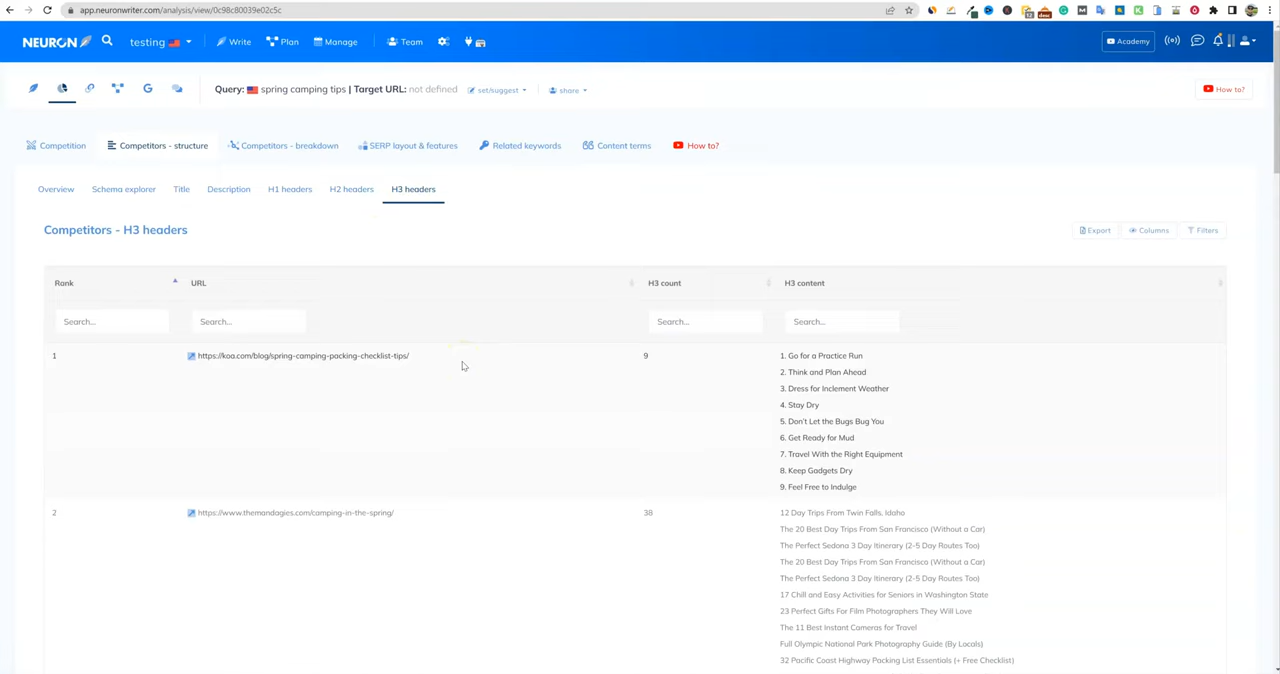 app.neuronwriter.com/analysis/view/0c98c80039e02c5c
NEURON testing Write Plan Manage Team Academy
Query: spring camping tips | Target URL: not defined set/suggest share How to?
Competition Competitors - structure Competitors - breakdown SERP layout & features Related keywords Content terms How to?
Overview Schema explorer Title Description H1 headers H2 headers H3 headers
Competitors - H3 headers Export Columns Filters
Rank URL H3 count H3 content
Search... Search... Search... Search...
1 https://koa.com/blog/spring-camping-packing-checklist-tips/ 9 1. Go for a Practice Run
2. Think and Plan Ahead
3. Dress for Inclement Weather
4. Stay Dry
5. Don't Let the Bugs Bug You
6. Get Ready for Mud
7. Travel With the Right Equipment
8. Keep Gadgets Dry
9. Feel Free to Indulge
2 https://www.themandagies.com/camping-in-the-spring/ 38 12 Day Trips From Twin Falls, Idaho
The 20 Best Day Trips From San Francisco (Without a Car)
The Perfect Sedona 3 Day Itinerary (2-5 Day Routes Too)
The 20 Best Day Trips From San Francisco (Without a Car)
The Perfect Sedona 3 Day Itinerary (2-5 Day Routes Too)
17 Chill and Easy Activities for Seniors in Washington State
23 Perfect Gifts For Film Photographers They Will Love
The 11 Best Instant Cameras for Travel
Full Olympic National Park Photography Guide (By Locals)
32 Pacific Coast Highway Packing List Essentials (+ Free Checklist)